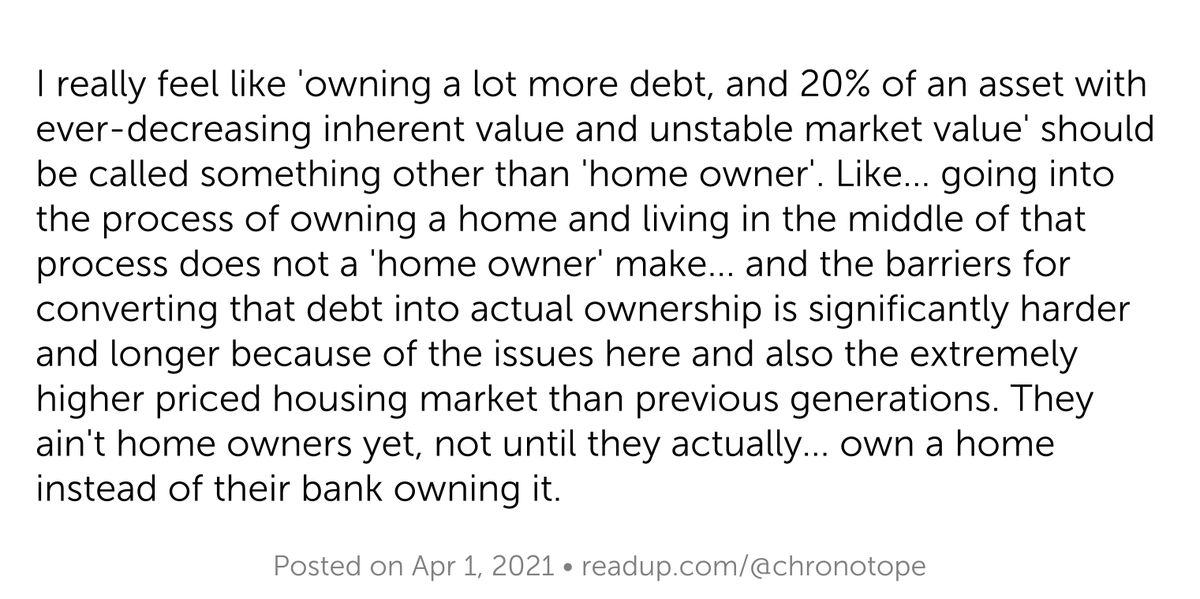 I really feel like 'owning a lot more debt, and 20% of an asset with
ever-decreasing inherent value and unstable market value' should
be called something other than 'home owner'. Like... going into
the process of owning a home and living in the middle of that
process does not a 'home owner' make... and the barriers for
converting that debt into actual ownership is significantly harder
and longer because of the issues here and also the extremely
higher priced housing market than previous generations. They
ain't home owners yet, not until they actually... own a home
instead of their bank owning it.
Posted on Apr 1, 2021 • readup.com/@chronotope